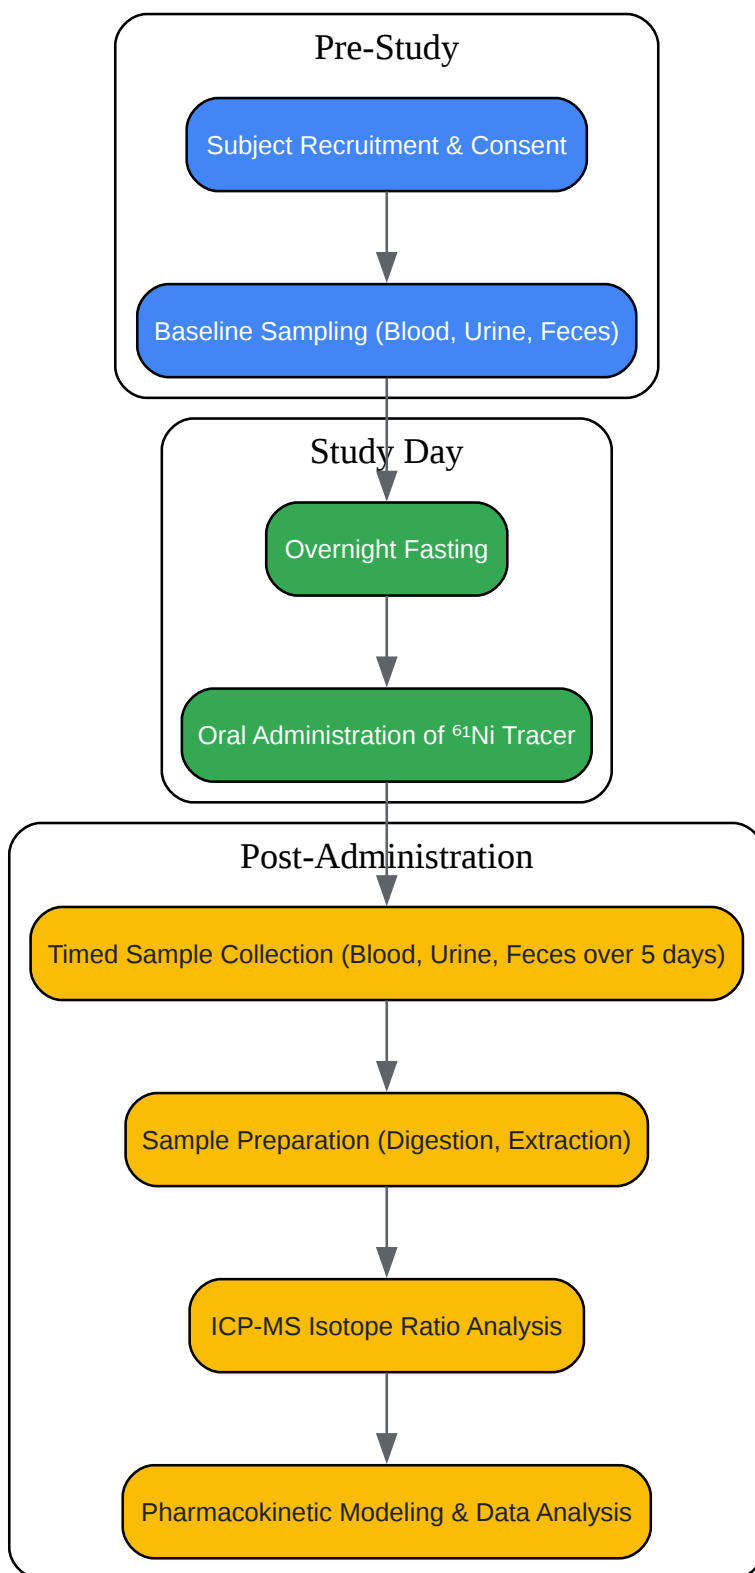 Pre-Study
Subject Recruitment & Consent
Baseline Sampling (Blood, Urine, Feces)
Study Day
Overnight Fasting
Oral Administration of ⁶¹Ni Tracer
Post-Administration
Timed Sample Collection (Blood, Urine, Feces over 5 days)
Sample Preparation (Digestion, Extraction)
ICP-MS Isotope Ratio Analysis
Pharmacokinetic Modeling & Data Analysis